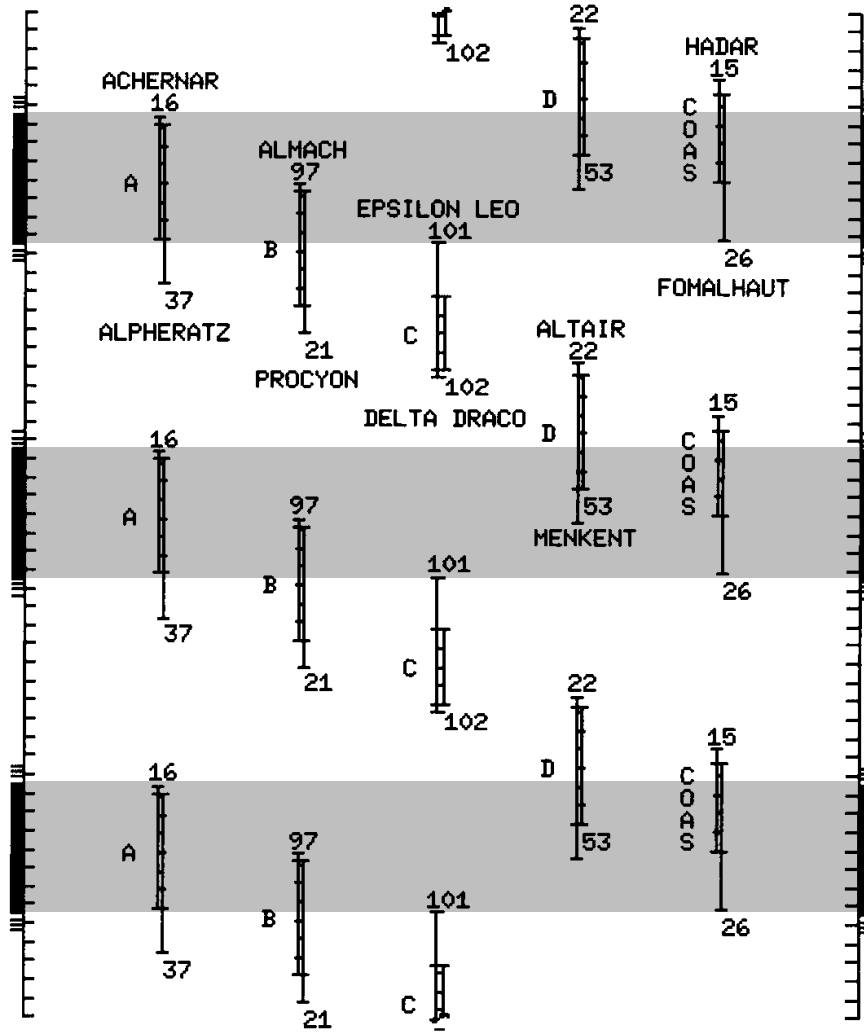 22
102
HADAR
15
ACHERNAR
16
D
C
O
A
S
ALMACH
97
53
A
EPSILON LEO
101
B
26
FOMALHAUT
37
ALPHERATZ
ALTAIR
22
C
21
PROCYON
102
15
DELTA DRACO
D
C
O
A
S
16
97
53
A
MENKENT
101
B
26
37
C
21
22
102
15
16
D
C
O
A
S
97
53
A
101
B
26
37
C
21